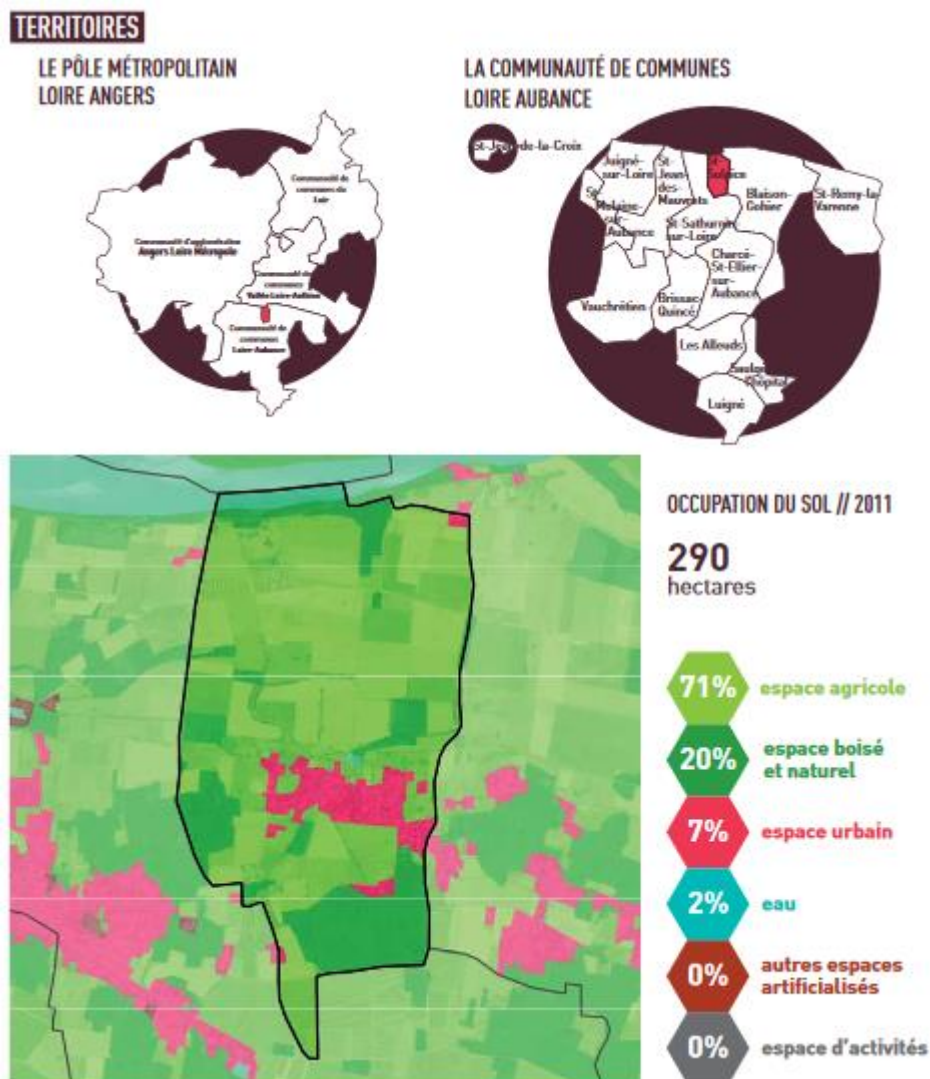 TERRITOIRES
LE PÔLE MÉTROPOLITAIN
LOIRE ANGERS
Communauté de
communes du
Loir
Communauté d'agglomération
Angers Loire Métropole
Communauté de
communes
Vallée Loire-Authion
Communauté de
communes
Loire-Aubance
LA COMMUNAUTÉ DE COMMUNES
LOIRE AUBANCE
St-Jean-de-la-Croix
Juigné-
sur-Loire
St-
Jean-
des-
Mauvrets
St-
Melaine-
sur-
Aubance
St-Sulpice
Blaison-
Gohier
St-Remy-la-
Varenne
St-Saturnin-
sur-Loire
Charcé-
St-Ellier-
sur-
Aubance
Vauchrétien
Brissac-
Quincé
Les Alleuds
Saulgé-
l'hôpital
Luigné
OCCUPATION DU SOL // 2011
290
hectares
71% espace agricole
20% espace boisé
et naturel
7% espace urbain
2% eau
0% autres espaces
artificialisés
0% espace d'activités